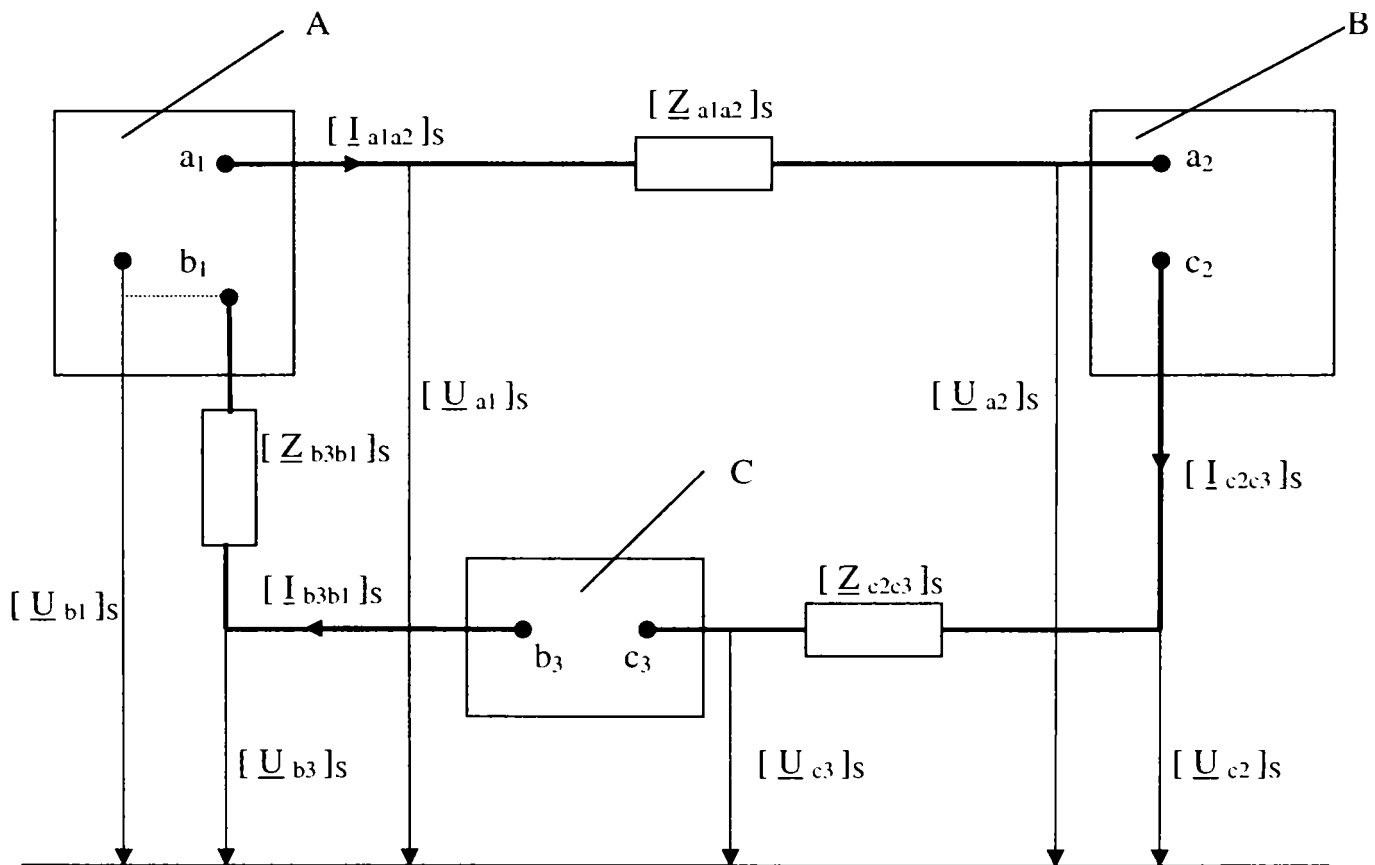 A
B
[ Z a1a2 ]S
[ I a1a2 ]S
a1
a2
b1
c2
[ U a1 ]S
[ U a2 ]S
[ Z b3b1 ]S
C
[ I c2c3 ]S
[ I b3b1 ]S
[ Z c2c3 ]S
[ U b1 ]S
b3
c3
[ U b3 ]S
[ U c3 ]S
[ U c2 ]S